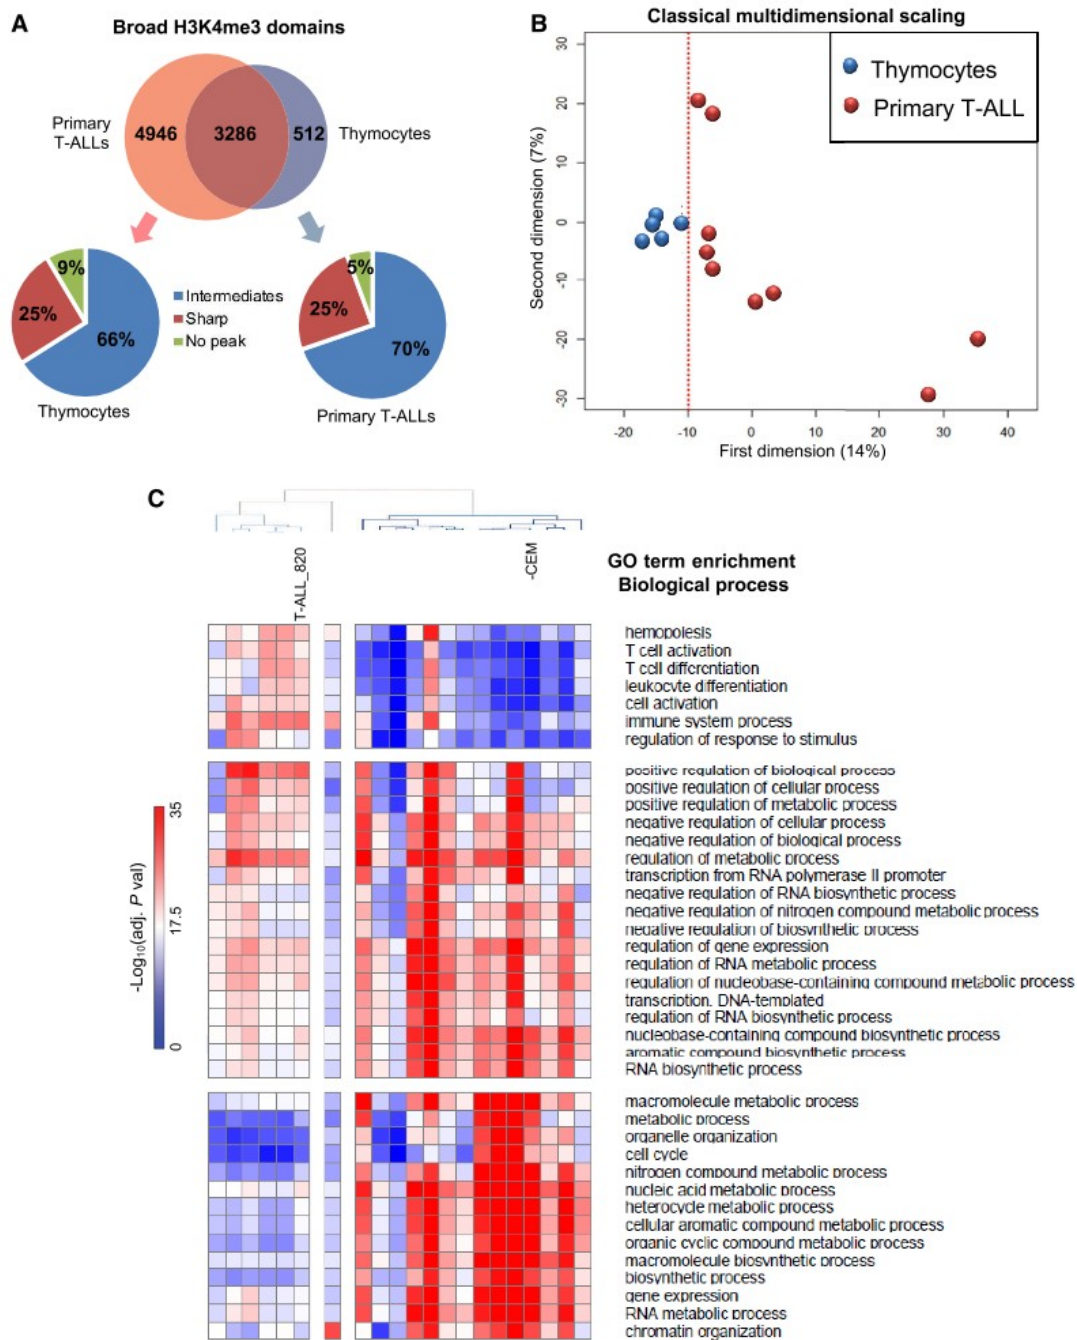 A
Broad H3K4me3 domains
Primary
T-ALLs
4946
3286
512
Thymocytes
9%
25%
66%
Thymocytes
Intermediates
Sharp
No peak
5%
25%
70%
Primary T-ALLs
B
Classical multidimensional scaling
Thymocytes
Primary T-ALL
Second dimension (7%)
30
20
10
0
-10
-20
-30
-20
-10
0
10
20
30
40
First dimension (14%)
C
T-ALL_820
-CEM
GO term enrichment
Biological process
-Log10(adj. P val)
35
17.5
0
hemopolesis
T cell activation
T cell differentiation
leukocyte differentiation
cell activation
immune system process
regulation of response to stimulus
positive regulation of biological process
positive regulation of cellular process
positive regulation of metabolic process
negative regulation of cellular process
negative regulation of biological process
regulation of metabolic process
transcription from RNA polymerase II promoter
negative regulation of RNA biosynthetic process
negative regulation of nitrogen compound metabolic process
negative regulation of biosynthetic process
regulation of gene expression
regulation of RNA metabolic process
regulation of nucleobase-containing compound metabolic process
transcription. DNA-templated
regulation of RNA biosynthetic process
nucleobase-containing compound biosynthetic process
aromatic compound biosynthetic process
RNA biosynthetic process
macromolecule metabolic process
metabolic process
organelle organization
cell cycle
nitrogen compound metabolic process
nucleic acid metabolic process
heterocycle metabolic process
cellular aromatic compound metabolic process
organic cyclic compound metabolic process
macromolecule biosynthetic process
biosynthetic process
gene expression
RNA metabolic process
chromatin organization